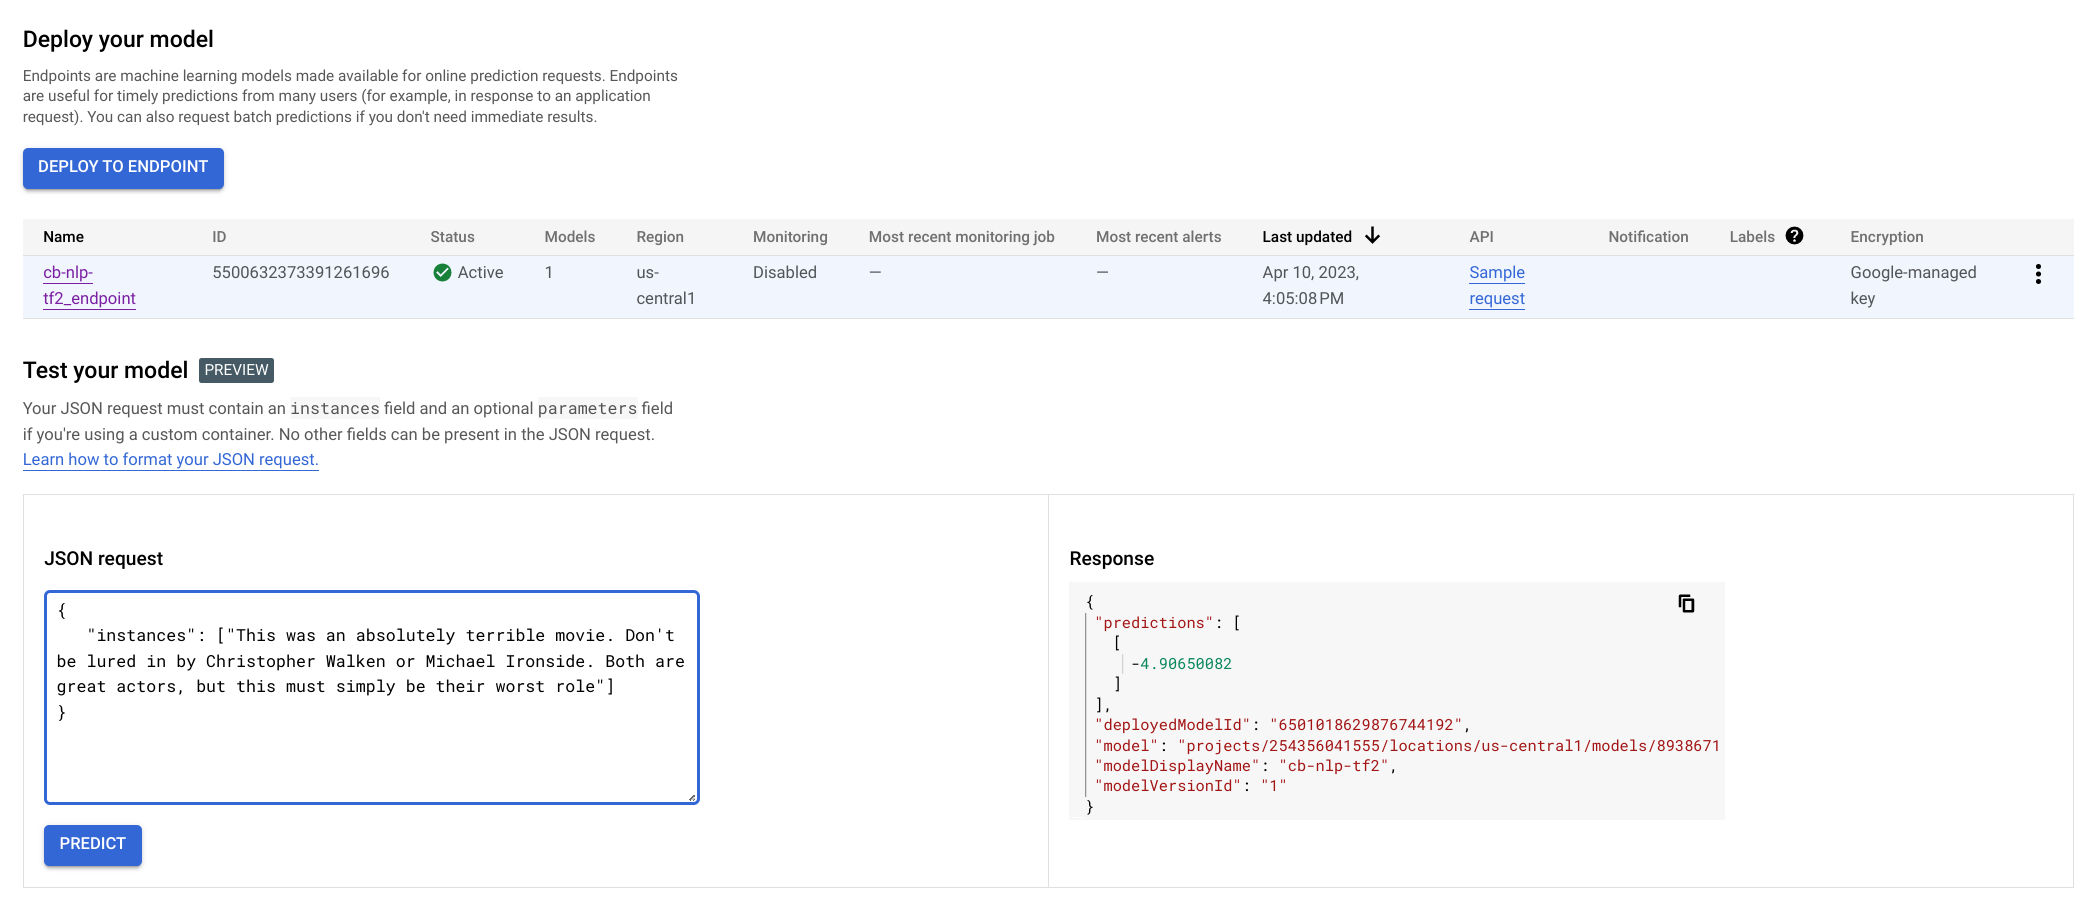 Deploy your model
Endpoints are machine learning models made available for online prediction requests. Endpoints
are useful for timely predictions from many users (for example, in response to an application
request). You can also request batch predictions if you don't need immediate results.
DEPLOY TO ENDPOINT
Name ID Status Models Region Monitoring Most recent monitoring job Most recent alerts Last updated API Notification Labels Encryption
cb-nlp- 5500632373391261696 Active 1 us- Disabled — — Apr 10, 2023, Sample Google-managed
tf2_endpoint central1 4:05:08 PM request key
Test your model PREVIEW
Your JSON request must contain an instances field and an optional parameters field
if you're using a custom container. No other fields can be present in the JSON request.
Learn how to format your JSON request.
JSON request
{
"instances": ["This was an absolutely terrible movie. Don't
be lured in by Christopher Walken or Michael Ironside. Both are
great actors, but this must simply be their worst role"]
}
PREDICT
Response
{
"predictions": [
[
-4.90650082
]
],
"deployedModelId": "6501018629876744192",
"model": "projects/254356041555/locations/us-central1/models/8938671
"modelDisplayName": "cb-nlp-tf2",
"modelVersionId": "1"
}